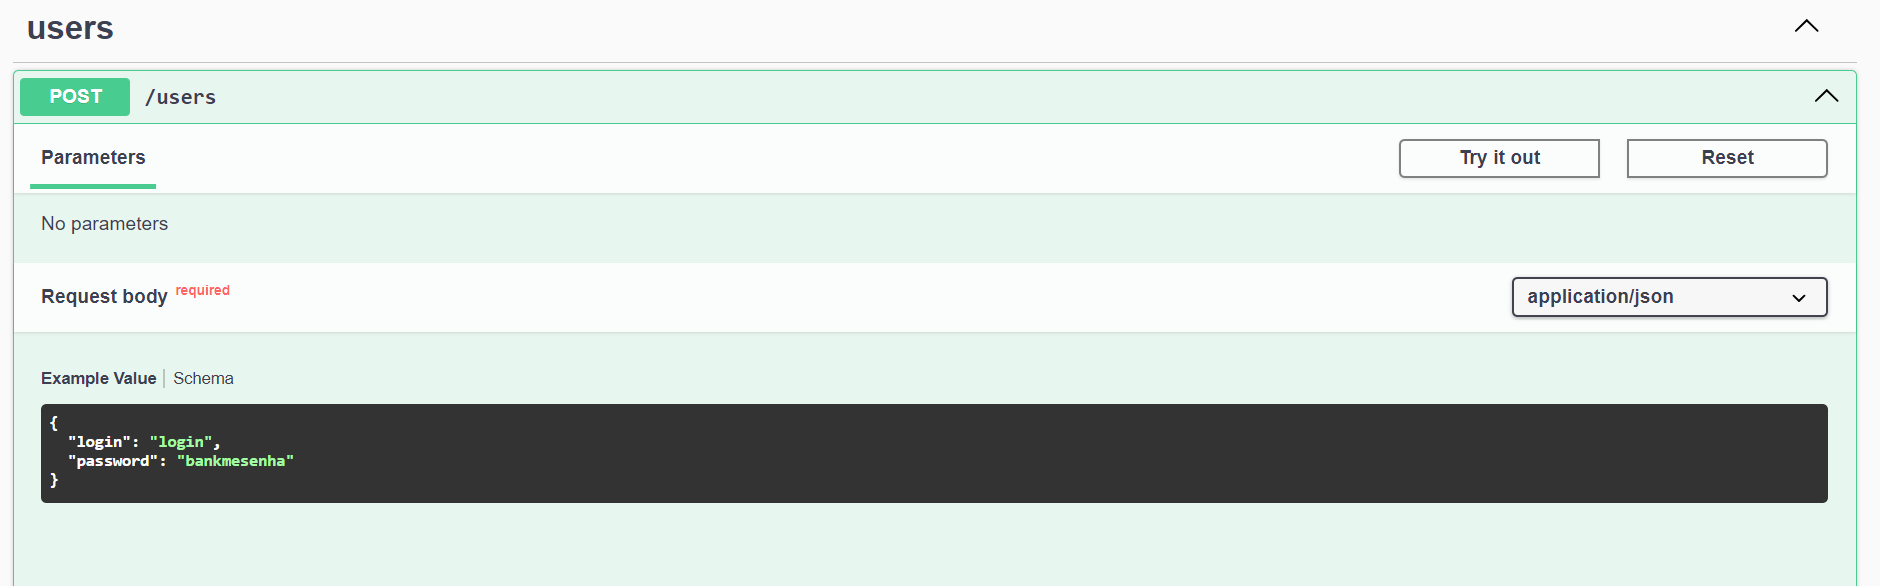 users
POST /users
Parameters Try it out Reset
No parameters
Request body required application/json
Example Value Schema
{
  "login": "login",
  "password": "bankmesenha"
}